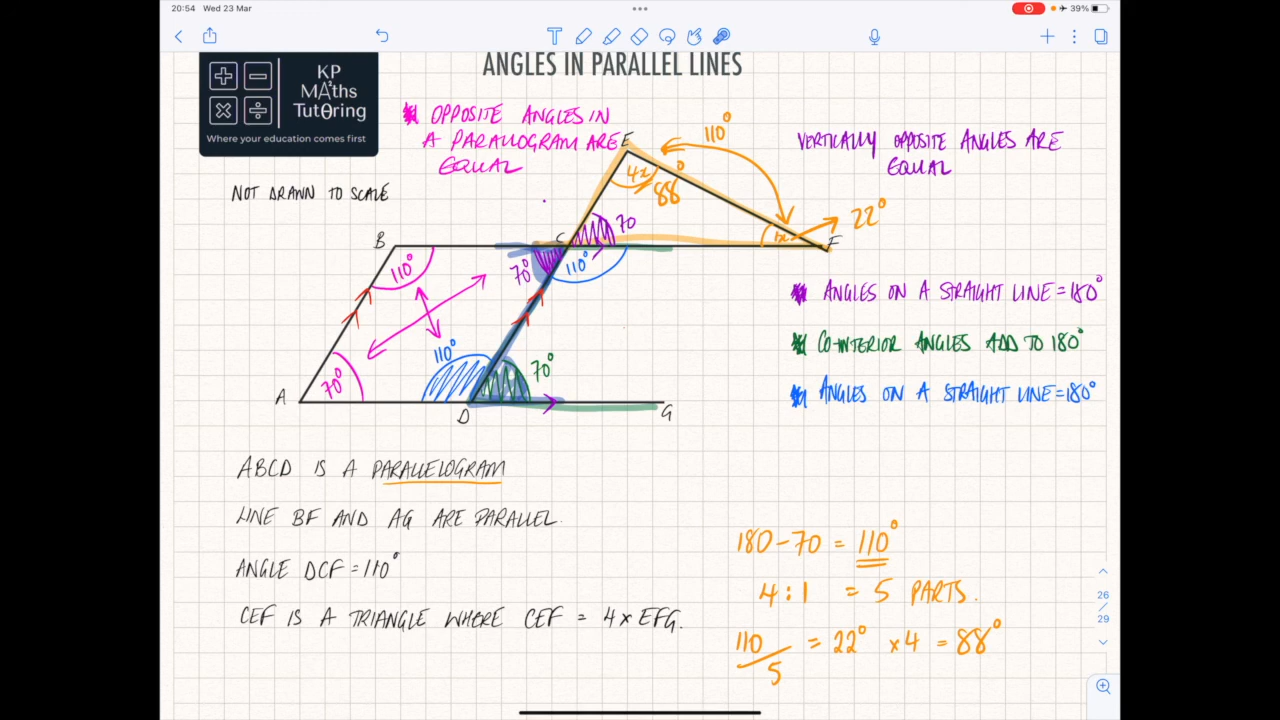 20:54 Wed 23 Mar
39%
ANGLES IN PARALLEL LINES
KP
MAths
Tutoring
Where your education comes first
OPPOSITE ANGLES IN
A PARALLOGRAM ARE
EQUAL
VERTICALLY OPPOSITE ANGLES ARE
EQUAL
NOT DRAWN TO SCALE
E
110°
4x
88°
70
22°
1x
F
B
C
110°
70°
110°
ANGLES ON A STRAIGHT LINE = 180°
CO-INTERIOR ANGLES ADD TO 180°
ANGLES ON A STRAIGHT LINE = 180°
70°
110°
70°
A
D
G
ABCD IS A PARALLELOGRAM
LINE BF AND AG ARE PARALLEL.
ANGLE DCF = 110°
CEF IS A TRIANGLE WHERE CEF = 4 x EFG.
180 - 70 = 110°
4 : 1 = 5 PARTS.
110/5 = 22° x 4 = 88°
26
/
29